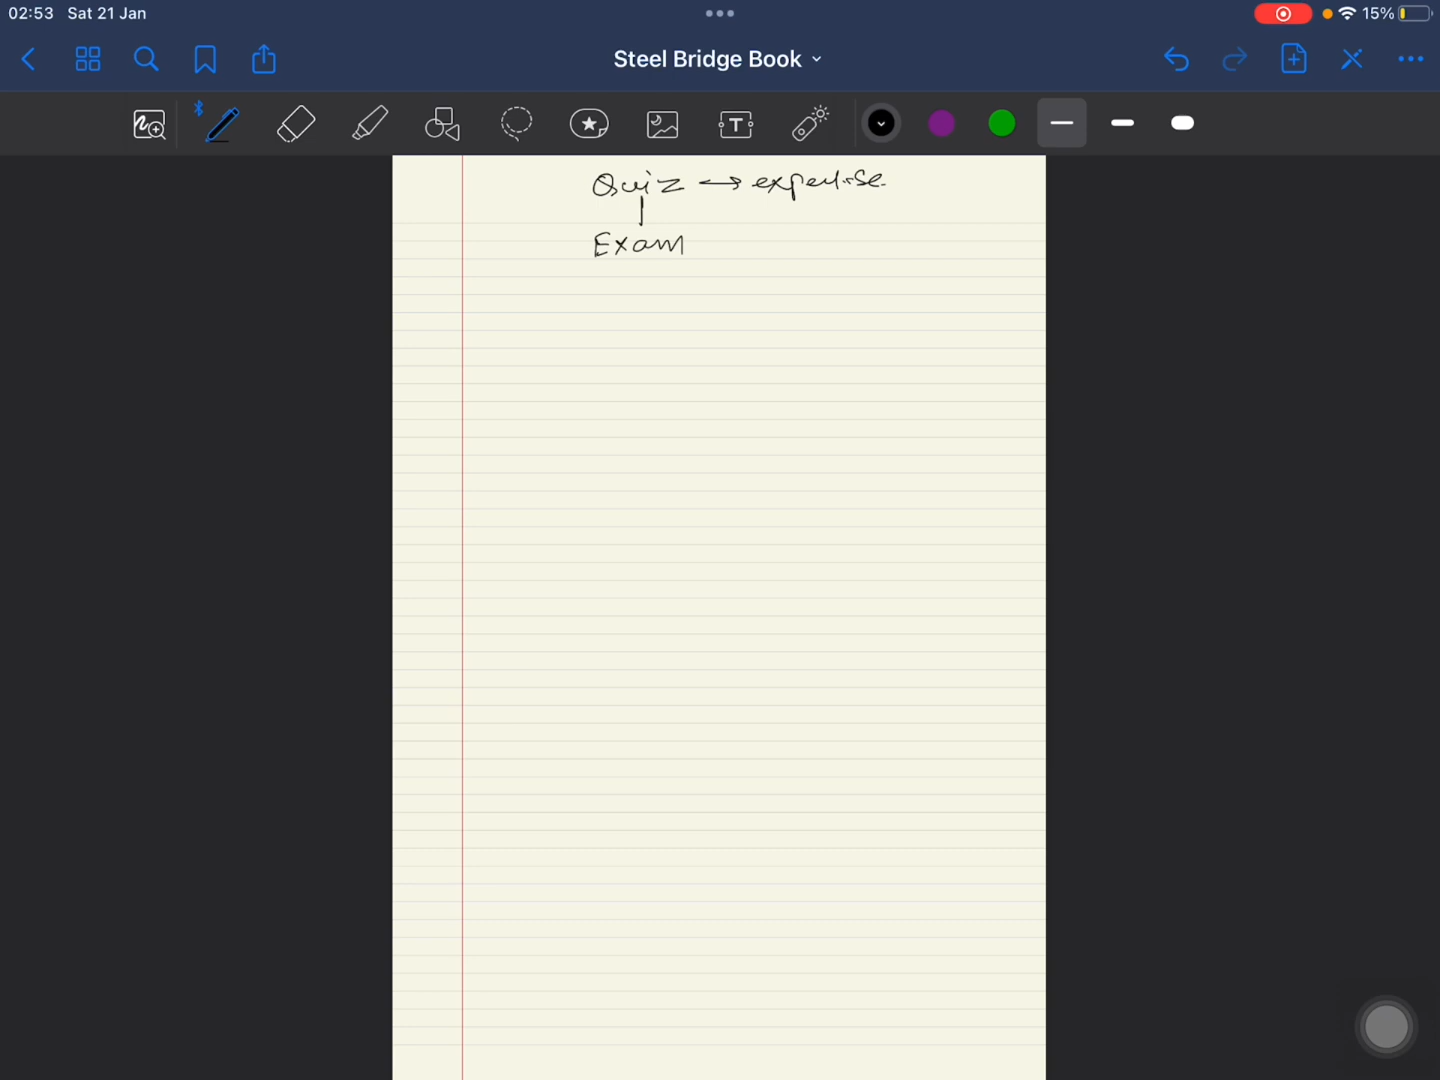 02:53 Sat 21 Jan 15%
Steel Bridge Book
T
Quiz ↔ expertise.
Exam